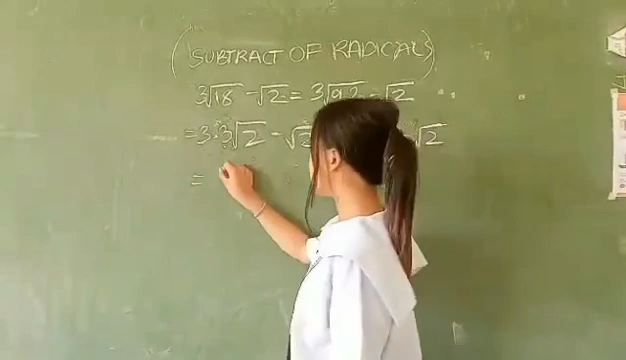 (SUBTRACT OF RADICALS)
3√18 - √2 = 3√9·2 - √2
= 3·3√2 - √2 √2
=